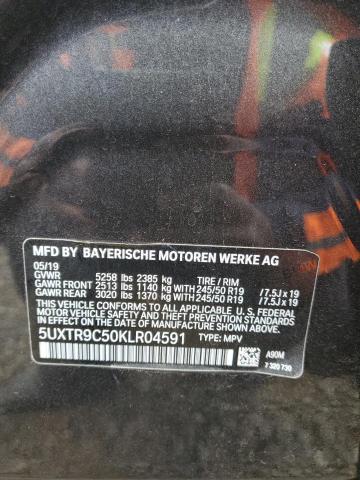 MFD BY BAYERISCHE MOTOREN WERKE AG
05/19
GVWR 5258 lbs 2385 kg TIRE / RIM
GAWR FRONT 2513 lbs 1140 kg WITH 245/50 R19 /7.5J x 19
GAWR REAR 3020 lbs 1370 kg WITH 245/50 R19 /7.5J x 19
THIS VEHICLE CONFORMS TO ALL APPLICABLE U.S. FEDERAL
MOTOR VEHICLE SAFETY STANDARDS IN EFFECT ON THE
DATE OF MANUFACTURE SHOWN ABOVE.
5UXTR9C50KLR04591 TYPE: MPV A90M
7 320 730